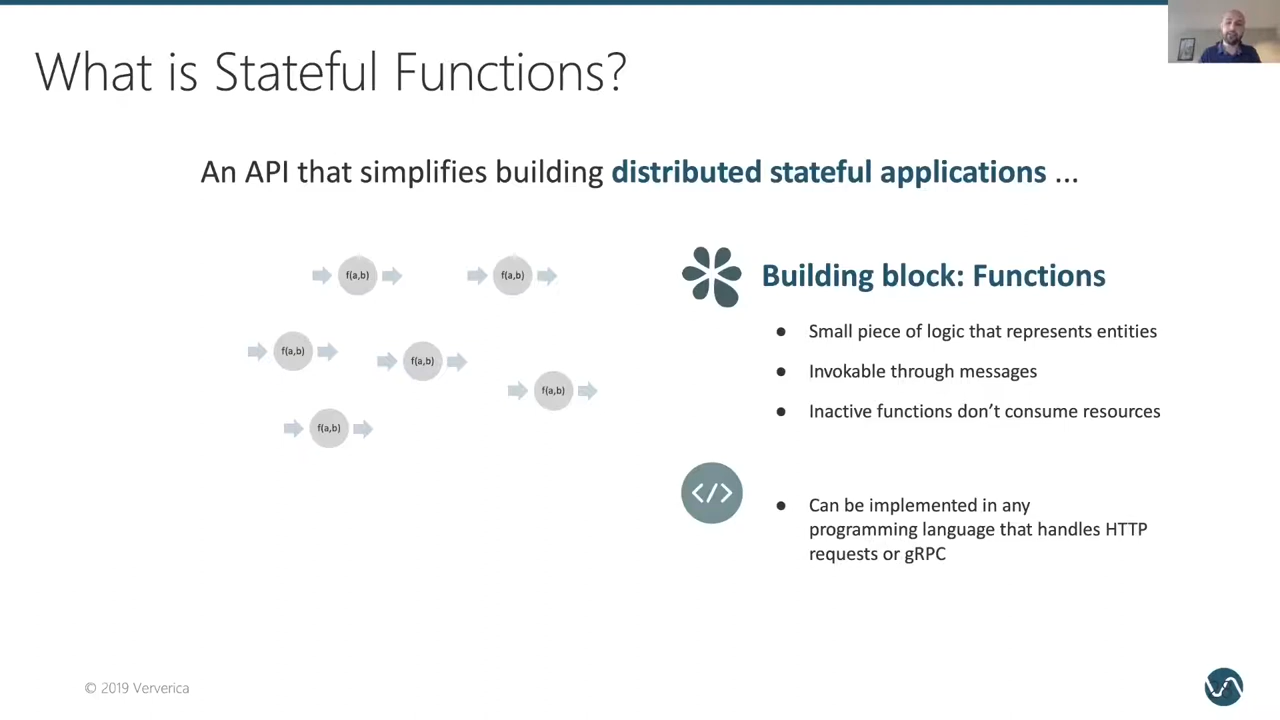 What is Stateful Functions?
An API that simplifies building distributed stateful applications ...
f(a,b)
f(a,b)
f(a,b)
f(a,b)
f(a,b)
f(a,b)
Building block: Functions
● Small piece of logic that represents entities
● Invokable through messages
● Inactive functions don’t consume resources
</>
● Can be implemented in any
programming language that handles HTTP
requests or gRPC
© 2019 Ververica